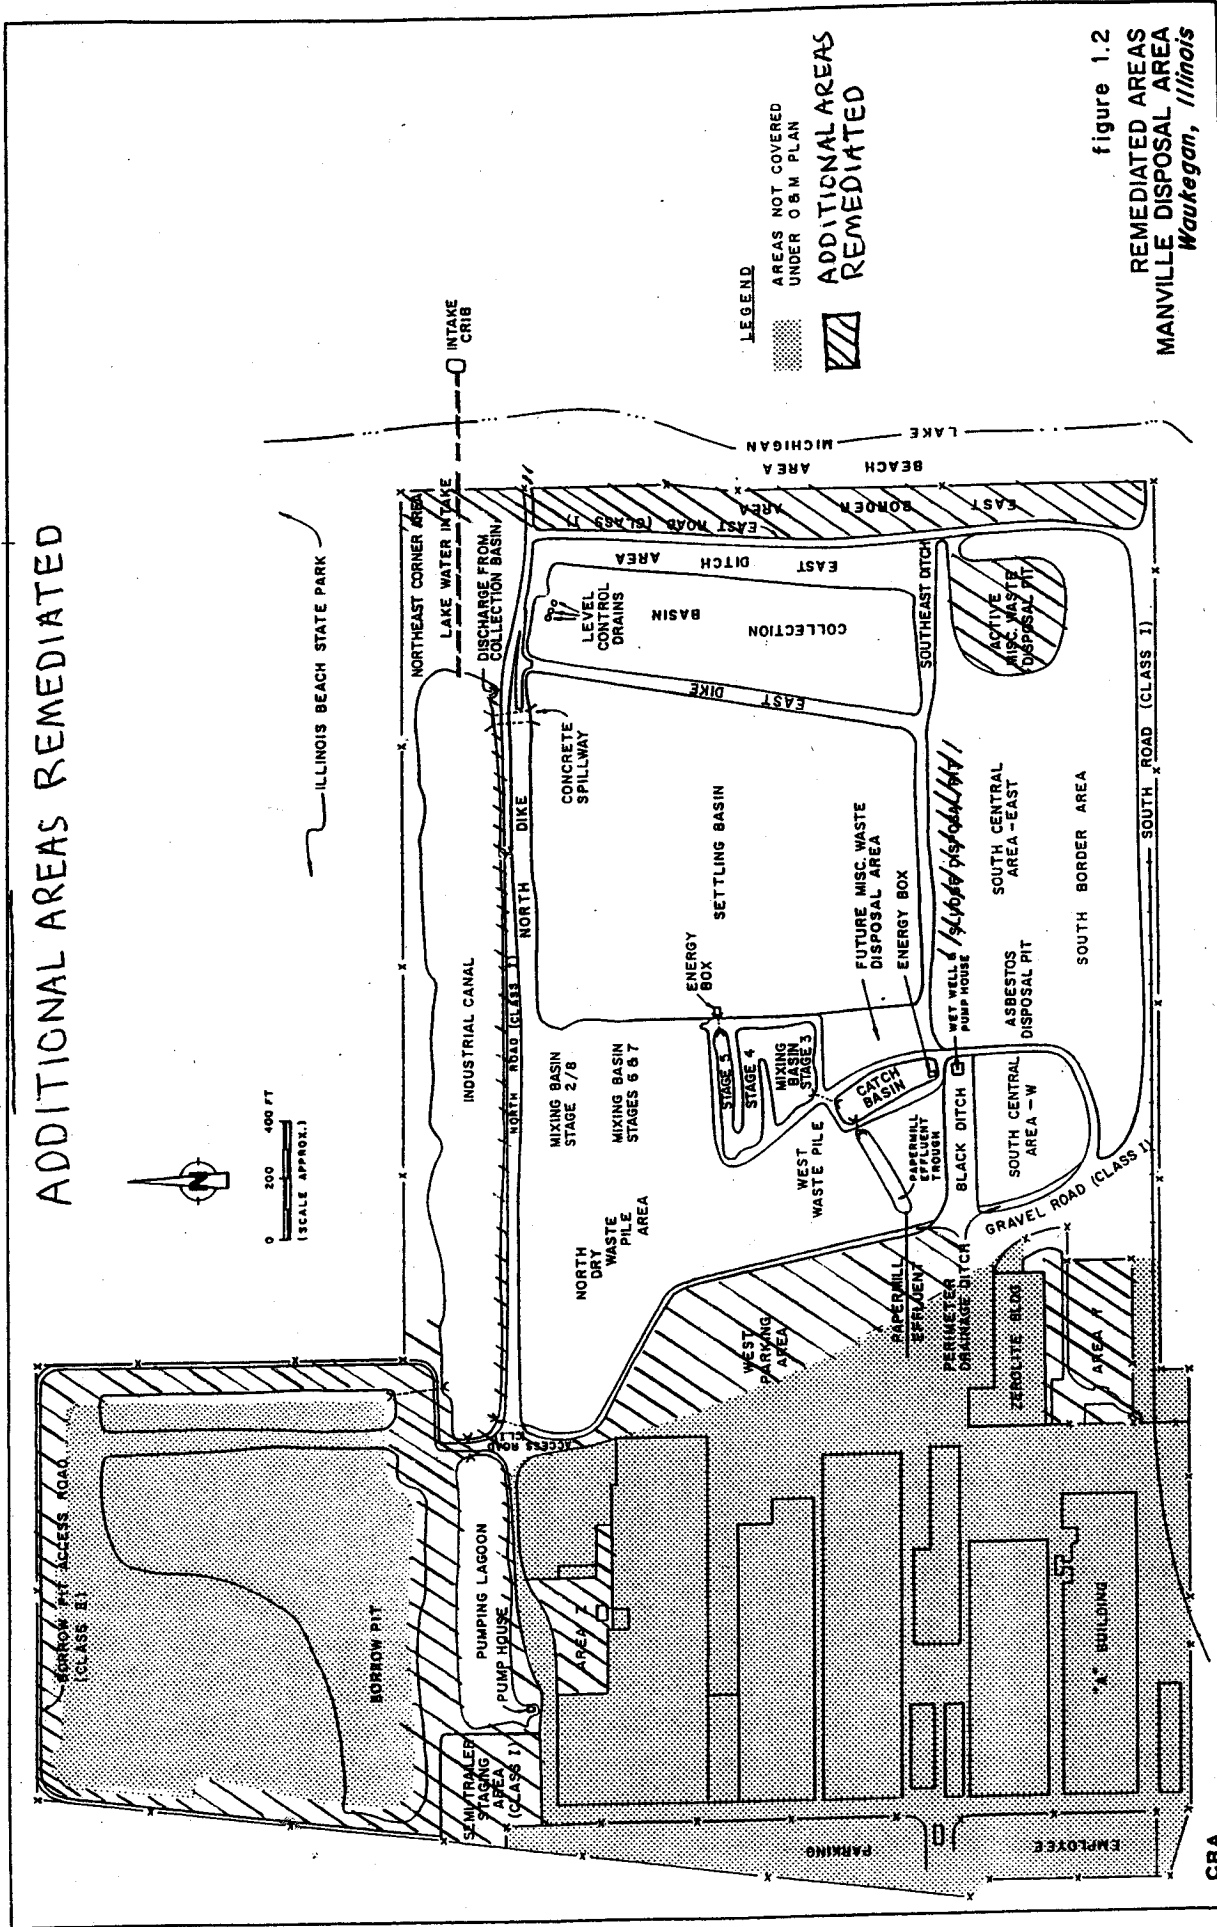 ADDITIONAL AREAS REMEDIATED
0 200 400 FT
(SCALE APPROX.)
N
ILLINOIS BEACH STATE PARK
BORROW PIT ACCESS ROAD
(CLASS II)
BORROW PIT
SEMI TRAILER
STAGING
AREA
(CLASS I)
PUMPING LAGOON
PUMP HOUSE
ACCESS ROAD
INDUSTRIAL CANAL
NORTH ROAD (CLASS I)
NORTH DIKE
NORTHEAST CORNER AREA
LAKE WATER INTAKE
DISCHARGE FROM
COLLECTION BASIN
INTAKE
CRIB
CONCRETE
SPILLWAY
LEVEL
CONTROL
DRAINS
COLLECTION
BASIN
EAST DITCH AREA
EAST ROAD (CLASS I)
EAST BORDER AREA
BEACH AREA
LAKE MICHIGAN
EAST DIKE
SETTLING BASIN
ENERGY
BOX
MIXING BASIN
STAGE 2/8
MIXING BASIN
STAGES 6 & 7
STAGE 5
STAGE 4
MIXING
BASIN
STAGE 3
NORTH
DRY
WASTE
PILE
AREA
WEST
WASTE PILE
CATCH
BASIN
FUTURE MISC. WASTE
DISPOSAL AREA
ENERGY BOX
WET WELL &
PUMP HOUSE
SLUDGE DISPOSAL PIT
SOUTHEAST DITCH
ACTIVE
MISC. WASTE
DISPOSAL PIT
SOUTH CENTRAL
AREA-EAST
ASBESTOS
DISPOSAL PIT
SOUTH BORDER AREA
SOUTH ROAD (CLASS I)
SOUTH CENTRAL
AREA-W
BLACK DITCH
PAPERMILL
EFFLUENT
TROUGH
GRAVEL ROAD (CLASS I)
PAPERMILL
EFFLUENT
PERIMETER
DRAINAGE DITCH
WEST
PARKING
AREA
ZEROLITE BLDG
AREA
AREA
"A" BUILDING
EMPLOYEE PARKING
LEGEND
AREAS NOT COVERED
UNDER O&M PLAN
ADDITIONAL AREAS
REMEDIATED
figure 1.2
REMEDIATED AREAS
MANVILLE DISPOSAL AREA
Waukegan, Illinois
CRA